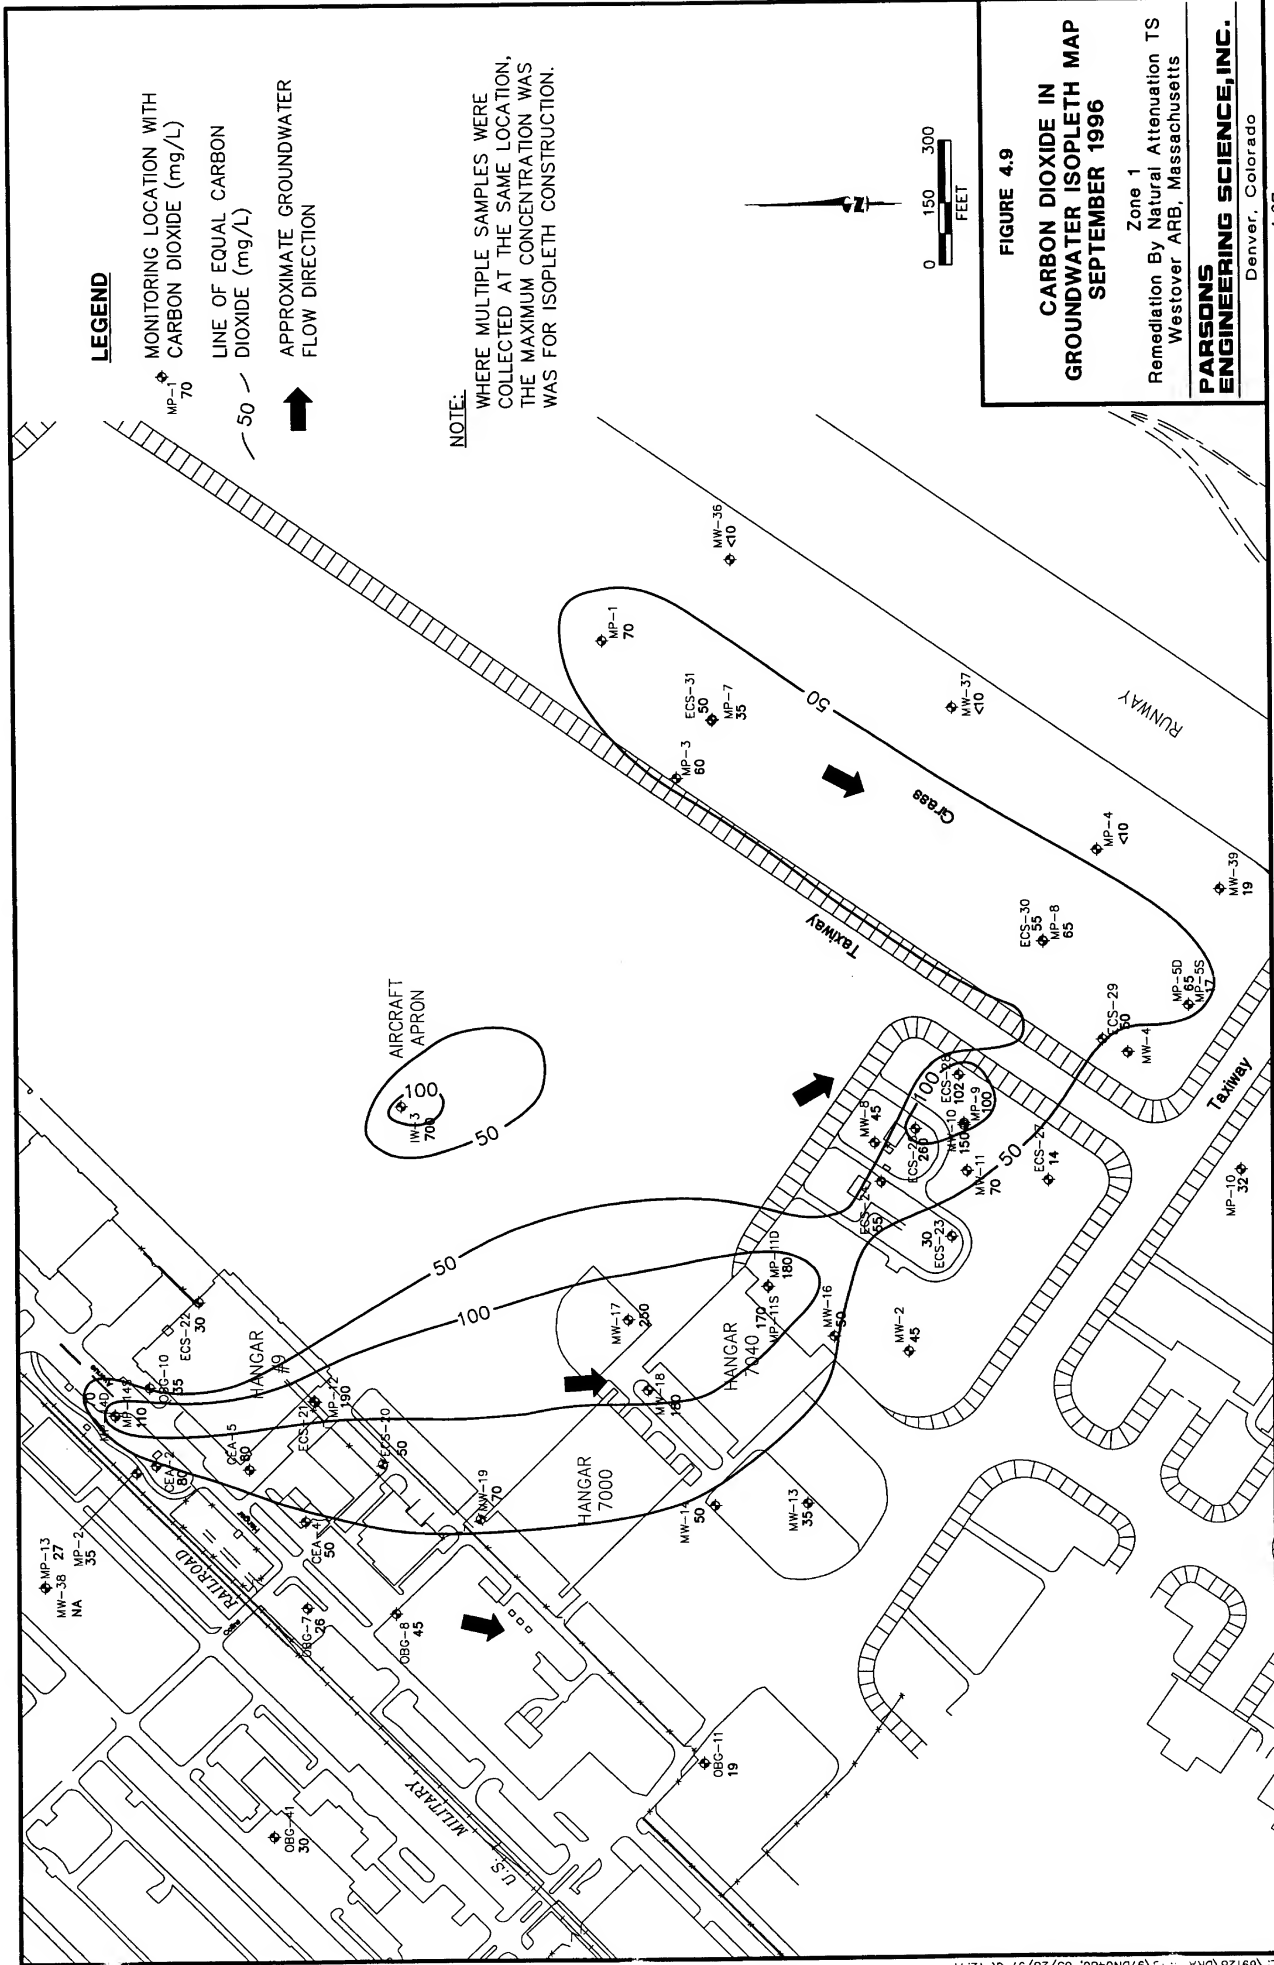 LEGEND
MP-1
70
MONITORING LOCATION WITH
CARBON DIOXIDE (mg/L)
50
LINE OF EQUAL CARBON
DIOXIDE (mg/L)
APPROXIMATE GROUNDWATER
FLOW DIRECTION
NOTE:
WHERE MULTIPLE SAMPLES WERE
COLLECTED AT THE SAME LOCATION,
THE MAXIMUM CONCENTRATION WAS
WAS FOR ISOPLETH CONSTRUCTION.
N
0 150 300
FEET
FIGURE 4.9
CARBON DIOXIDE IN
GROUNDWATER ISOPLETH MAP
SEPTEMBER 1996
Zone 1
Remediation By Natural Attenuation TS
Westover ARB, Massachusetts
PARSONS
ENGINEERING SCIENCE, INC.
Denver, Colorado
MW-36
<10
MP-1
70
ECS-31
50
MP-7
35
MP-3
60
MW-37
<10
RUNWAY
50
Grass
MP-4
<10
MW-39
19
Taxiway
ECS-30
55
MP-8
65
MP-5D
65
MP-5S
17
ECS-29
50
MW-4
Taxiway
AIRCRAFT
APRON
100
IW-3
700
50
ECS-28
102
MP-9
100
100
MW-8
45
MW-10
150
260
MW-11
70
50
ECS-27
14
MP-10
32
ECS-24
55
30
ECS-23
MW-2
45
MW-16
50
MP-11D
180
170
MP-11S
HANGAR
7040
MW-17
250
MW-18
180
50
100
ECS-22
30
HANGAR
#9
OBG-10
35
MP-14S
110
CEA-2
80
CEA-5
80
ECS-21
MP-12
190
ECS-20
50
CEA-4
50
MW-19
70
HANGAR
7000
50
MW-13
35
MP-13
27
MW-38
NA
MP-2
35
RAILROAD
Hangar
OBG-7
26
OBG-8
45
OBG-11
19
OBG-41
30
U.S. MILITARY